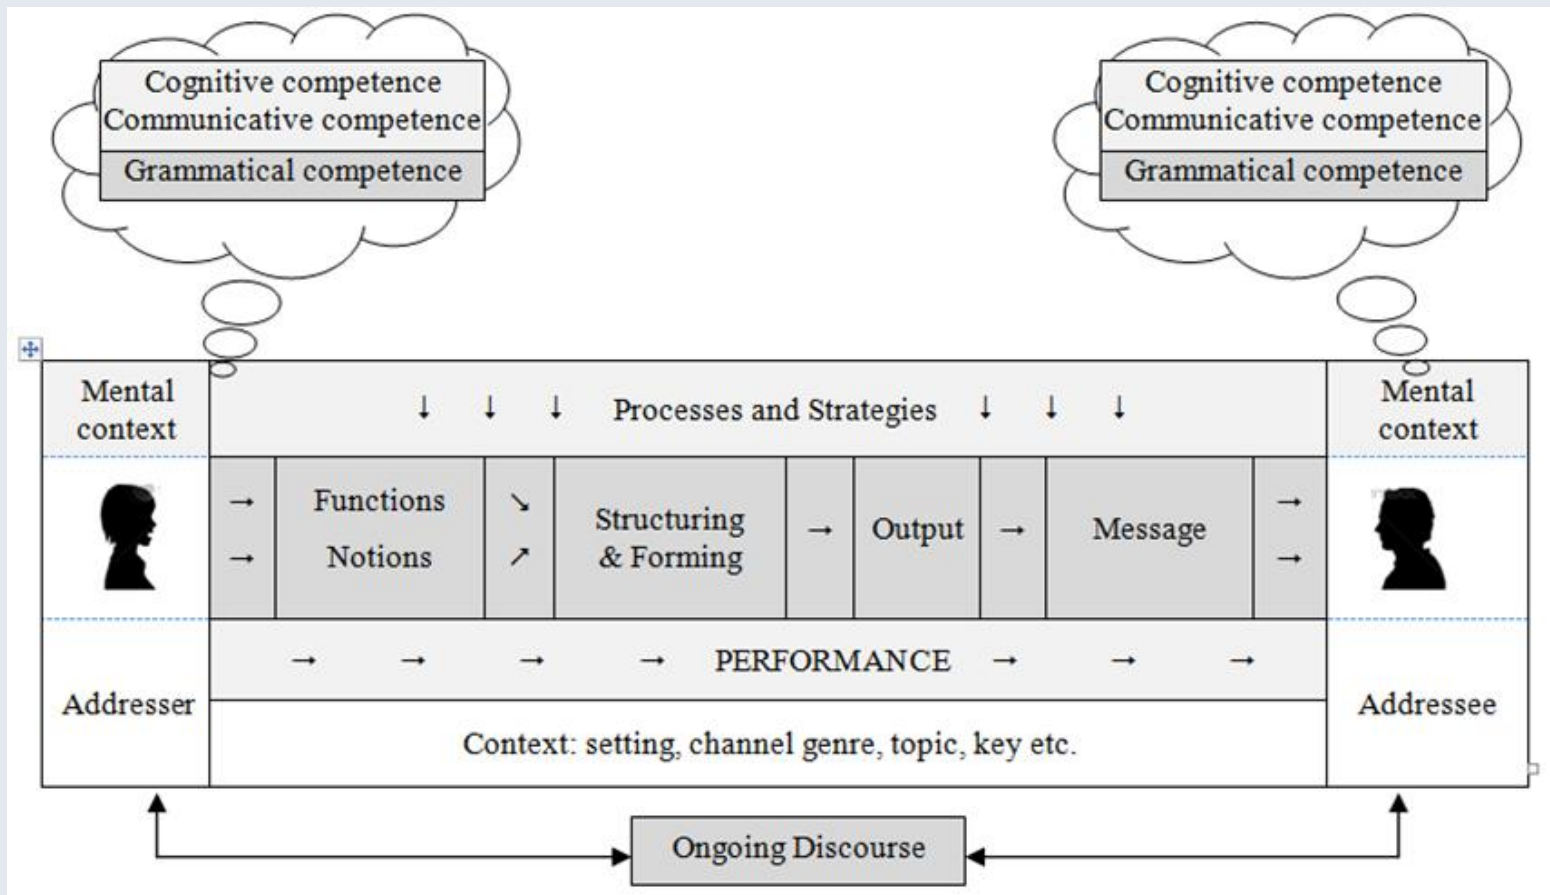 Cognitive competence
Communicative competence
Grammatical competence
Cognitive competence
Communicative competence
Grammatical competence
Mental
context
↓ ↓ ↓ Processes and Strategies ↓ ↓ ↓
Mental
context
→ Functions ↘
→ Notions ↗
Structuring
& Forming
→ Output → Message →
→
Addresser
→ → → → PERFORMANCE → → →
Context: setting, channel genre, topic, key etc.
Addressee
Ongoing Discourse